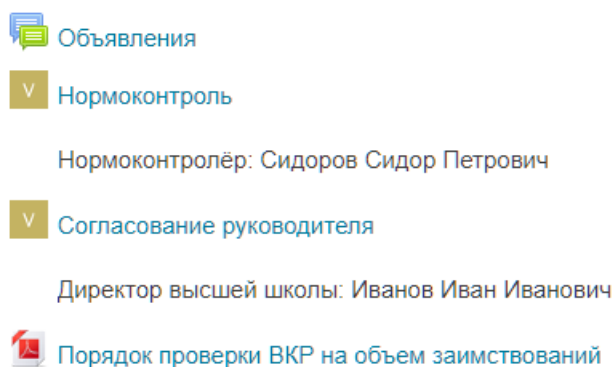 Объявления
V Нормоконтроль
Нормоконтролёр: Сидоров Сидор Петрович
V Согласование руководителя
Директор высшей школы: Иванов Иван Иванович
Порядок проверки ВКР на объем заимствований